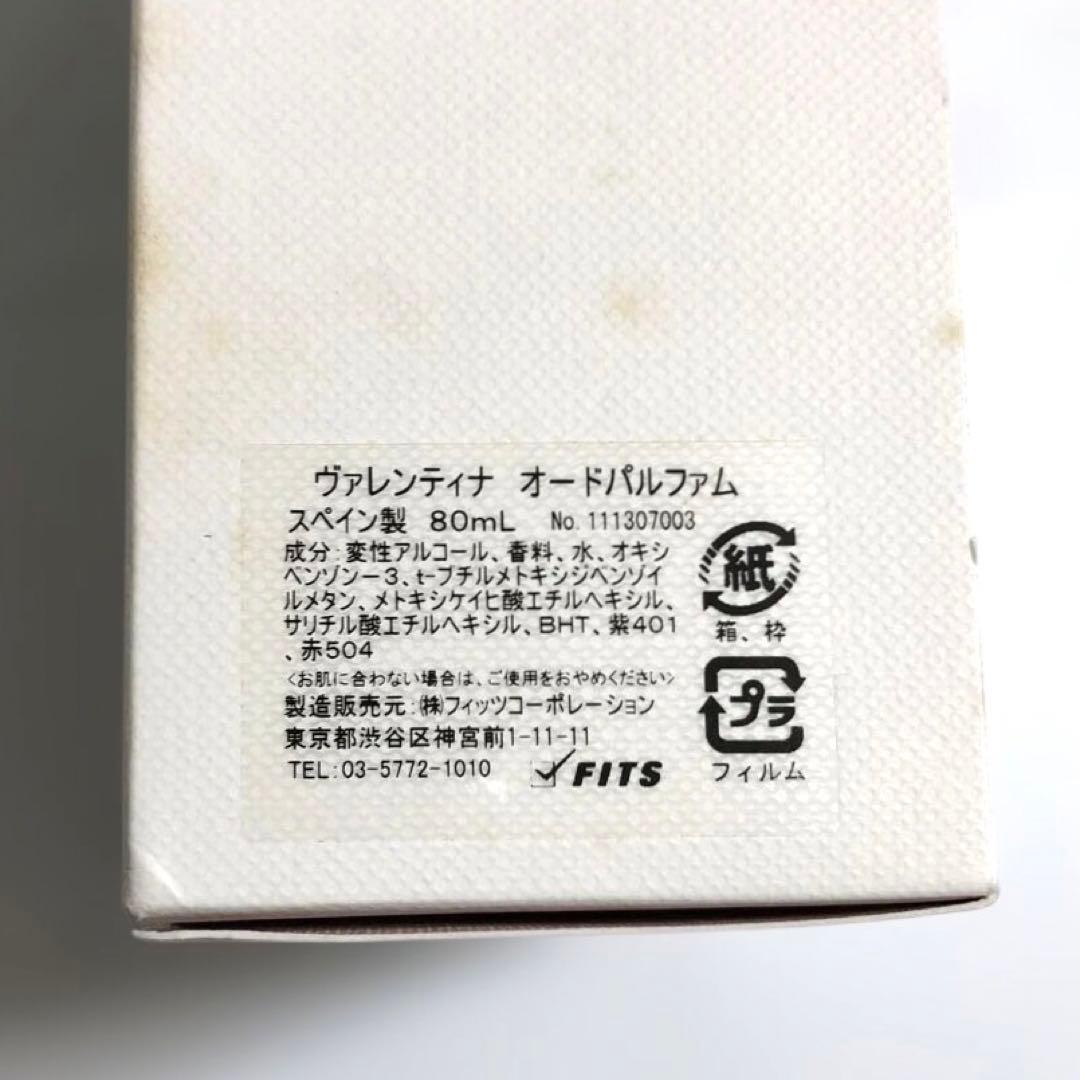 ヴァレンティナ オードパルファム
スペイン製 80mL No.111307003
成分:変性アルコール、香料、水、オキシ
ベンゾンー3、t-ブチルメトキシジベンゾイ
ルメタン、メトキシケイヒ酸エチルヘキシル、
サリチル酸エチルヘキシル、BHT、紫401
、赤504
<お肌に合わない場合は、ご使用をおやめください>
製造販売元:㈱フィッツコーポレーション
東京都渋谷区神宮前1-11-11
TEL:03-5772-1010 FITS
紙
箱、枠
プラ
フィルム